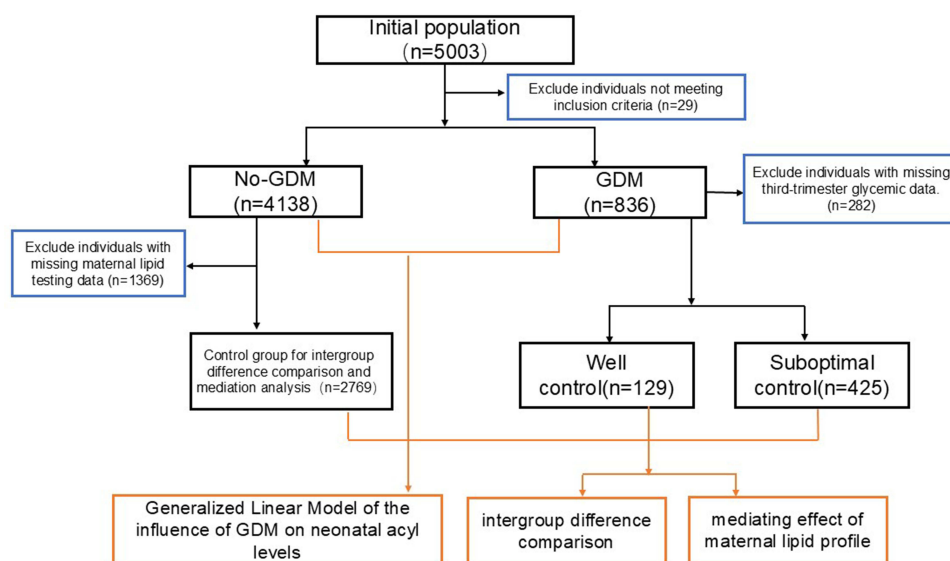 Initial population
（n=5003）
Exclude individuals not meeting
inclusion criteria (n=29)
No-GDM
(n=4138)
GDM
(n=836)
Exclude individuals with missing
third-trimester glycemic data.
(n=282)
Exclude individuals with
missing maternal lipid
testing data (n=1369)
Control group for intergroup
difference comparison and
mediation analysis （n=2769)
Well
control(n=129)
Suboptimal
control(n=425)
Generalized Linear Model of the
influence of GDM on neonatal acyl
levels
intergroup difference
comparison
mediating effect of
maternal lipid profile